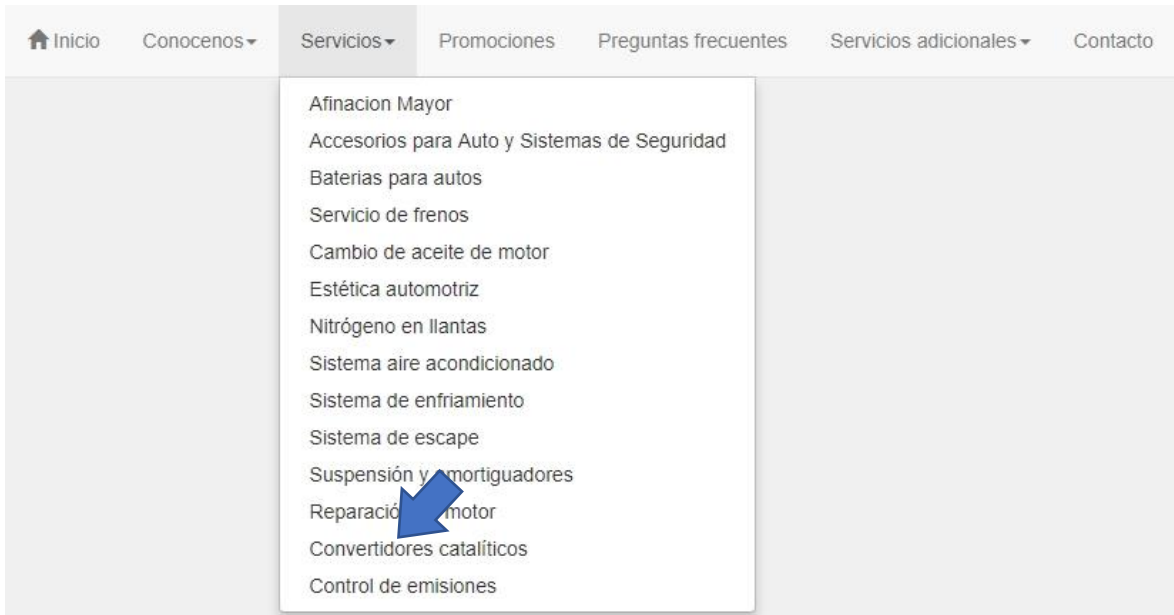 Inicio Conocenos Servicios Promociones Preguntas frecuentes Servicios adicionales Contacto
Afinacion Mayor
Accesorios para Auto y Sistemas de Seguridad
Baterias para autos
Servicio de frenos
Cambio de aceite de motor
Estética automotriz
Nitrógeno en llantas
Sistema aire acondicionado
Sistema de enfriamiento
Sistema de escape
Suspensión y amortiguadores
Reparación motor
Convertidores catalíticos
Control de emisiones